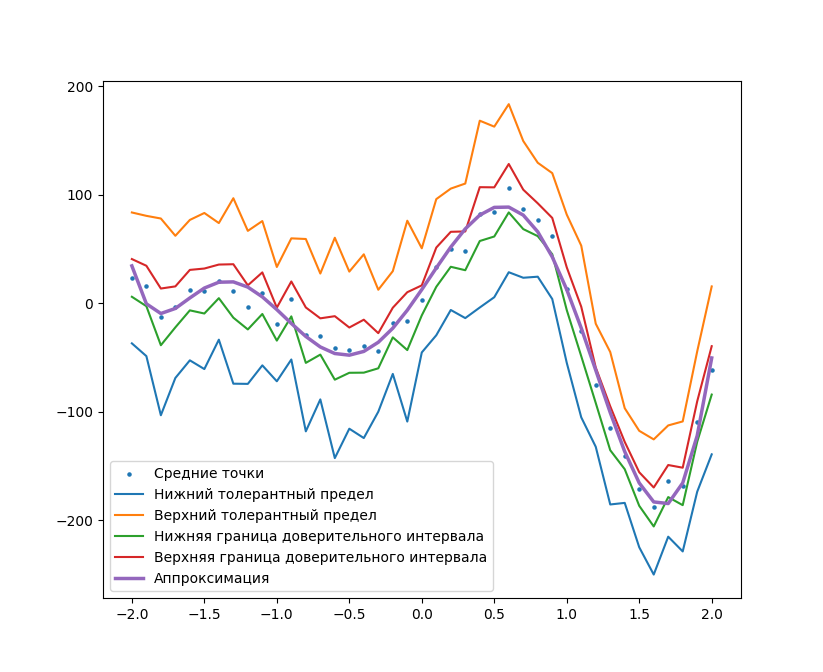 200
100
0
−100
−200
Средние точки
Нижний толерантный предел
Верхний толерантный предел
Нижняя граница доверительного интервала
Верхняя граница доверительного интервала
Аппроксимация
−2.0 −1.5 −1.0 −0.5 0.0 0.5 1.0 1.5 2.0